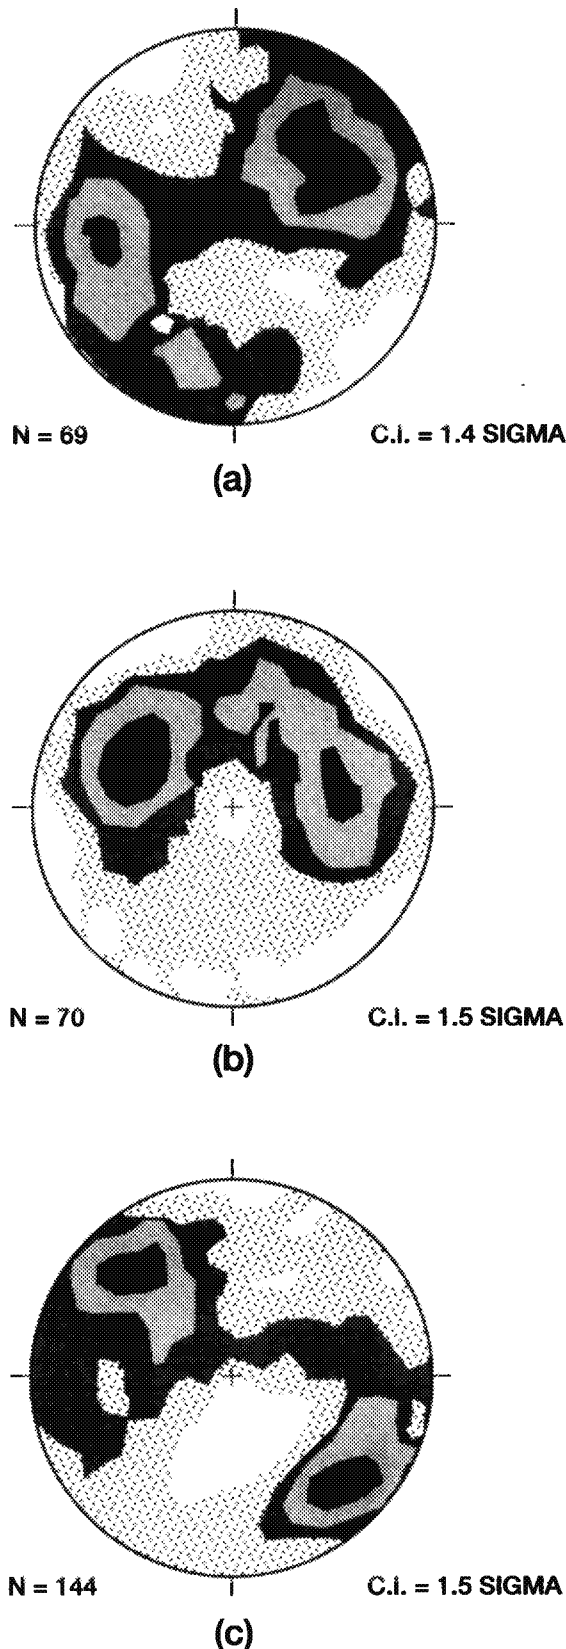 N = 69 C.I. = 1.4 SIGMA
(a)
N = 70 C.I. = 1.5 SIGMA
(b)
N = 144 C.I. = 1.5 SIGMA
(c)